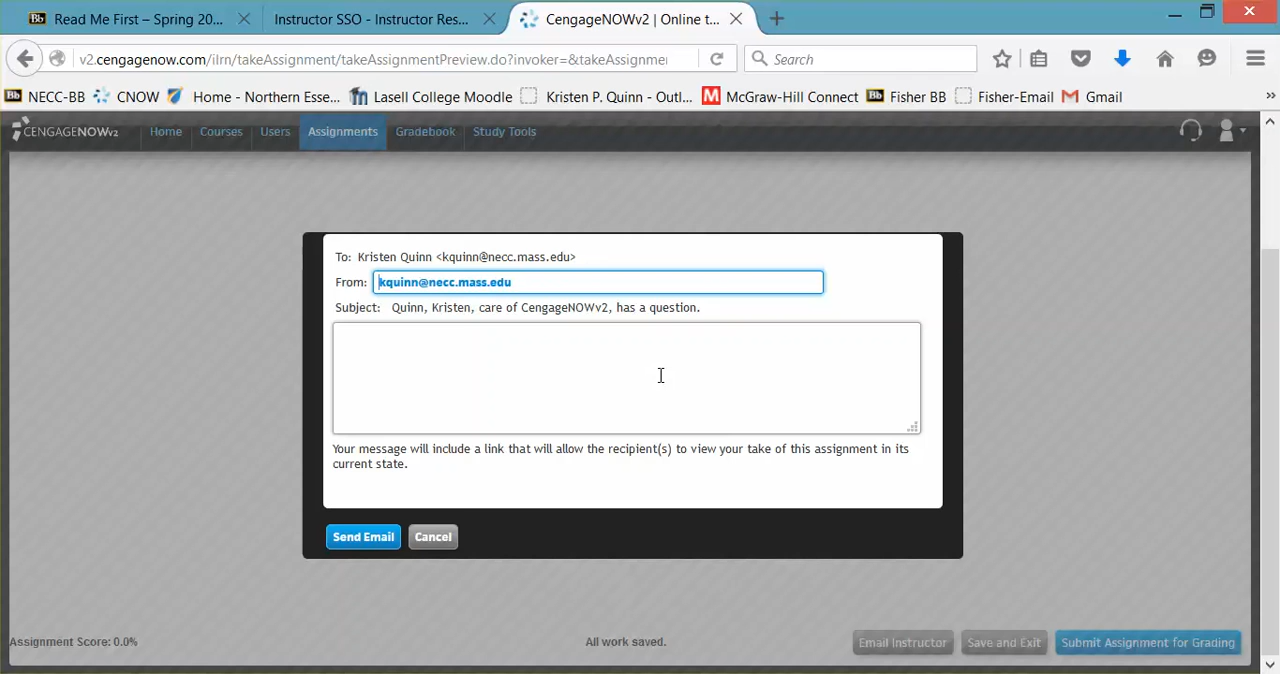 Read Me First – Spring 20...
Instructor SSO - Instructor Res...
CengageNOWv2 | Online t...
v2.cengagenow.com/ilrn/takeAssignment/takeAssignmentPreview.do?invoker=&takeAssignme
Search
Bb NECC-BB
CNOW
Home - Northern Esse...
Lasell College Moodle
Kristen P. Quinn - Outl...
M McGraw-Hill Connect
Bb Fisher BB
Fisher-Email
Gmail
»
CENGAGENOWv2
Home
Courses
Users
Assignments
Gradebook
Study Tools
To: Kristen Quinn <kquinn@necc.mass.edu>
From: kquinn@necc.mass.edu
Subject: Quinn, Kristen, care of CengageNOWv2, has a question.
Your message will include a link that will allow the recipient(s) to view your take of this assignment in its
current state.
Send Email
Cancel
Assignment Score: 0.0%
All work saved.
Email Instructor
Save and Exit
Submit Assignment for Grading